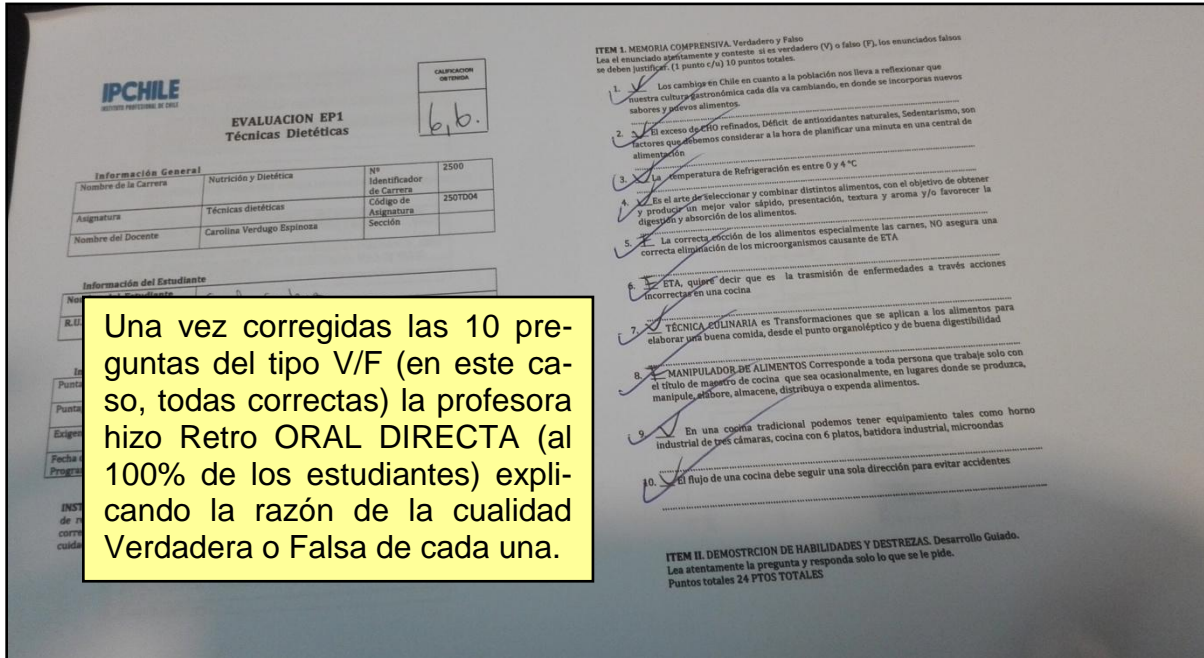 IPCHILE
INSTITUTO PROFESIONAL DE CHILE
CALIFICACION
OBTENIDA
6,6.
EVALUACION EP1
Técnicas Dietéticas
Información General
Nombre de la Carrera
Nutrición y Dietética
Nº
Identificador
de Carrera
2500
Asignatura
Técnicas dietéticas
Código de
Asignatura
250TD04
Nombre del Docente
Carolina Verdugo Espinoza
Sección
Información del Estudiante
R.U.
Punta
Punta
Exigen
Fecha
Progra
INST
de
corre
cuida
Una vez corregidas las 10 pre-
guntas del tipo V/F (en este ca-
so, todas correctas) la profesora
hizo Retro ORAL DIRECTA (al
100% de los estudiantes) expli-
cando la razón de la cualidad
Verdadera o Falsa de cada una.
ITEM 1. MEMORIA COMPRENSIVA. Verdadero y Falso
Lea el enunciado atentamente y conteste si es verdadero (V) o falso (F), los enunciados falsos
se deben justificar. (1 punto c/u) 10 puntos totales.
1. V Los cambios en Chile en cuanto a la población nos lleva a reflexionar que
nuestra cultura gastronómica cada día va cambiando, en donde se incorporas nuevos
sabores y nuevos alimentos.
2. V El exceso de CHO refinados, Déficit de antioxidantes naturales, Sedentarismo, son
factores que debemos considerar a la hora de planificar una minuta en una central de
alimentación
3. V La temperatura de Refrigeración es entre 0 y 4 °C
4. V Es el arte de seleccionar y combinar distintos alimentos, con el objetivo de obtener
y producir un mejor valor sápido, presentación, textura y aroma y/o favorecer la
digestión y absorción de los alimentos.
5. F La correcta cocción de los alimentos especialmente las carnes, NO asegura una
correcta eliminación de los microorganismos causante de ETA
6. F ETA, quiere decir que es la trasmisión de enfermedades a través acciones
incorrectas en una cocina
7. V TÉCNICA CULINARIA es Transformaciones que se aplican a los alimentos para
elaborar una buena comida, desde el punto organoléptico y de buena digestibilidad
8. F MANIPULADOR DE ALIMENTOS Corresponde a toda persona que trabaje solo con
el título de maestro de cocina que sea ocasionalmente, en lugares donde se produzca,
manipule, elabore, almacene, distribuya o expenda alimentos.
9. V En una cocina tradicional podemos tener equipamiento tales como horno
industrial de tres cámaras, cocina con 6 platos, batidora industrial, microondas
10. V El flujo de una cocina debe seguir una sola dirección para evitar accidentes
ITEM II. DEMOSTRCION DE HABILIDADES Y DESTREZAS. Desarrollo Guiado.
Lea atentamente la pregunta y responda solo lo que se le pide.
Puntos totales 24 PTOS TOTALES